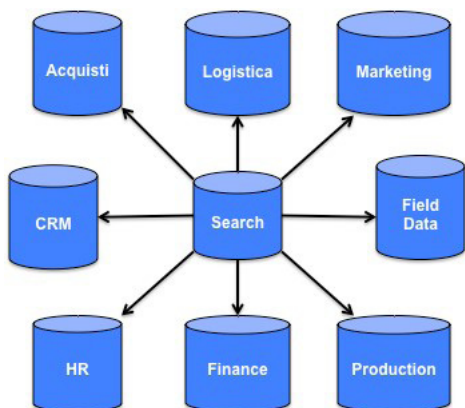 Acquisti
Logistica
Marketing
CRM
Search
Field
Data
HR
Finance
Production